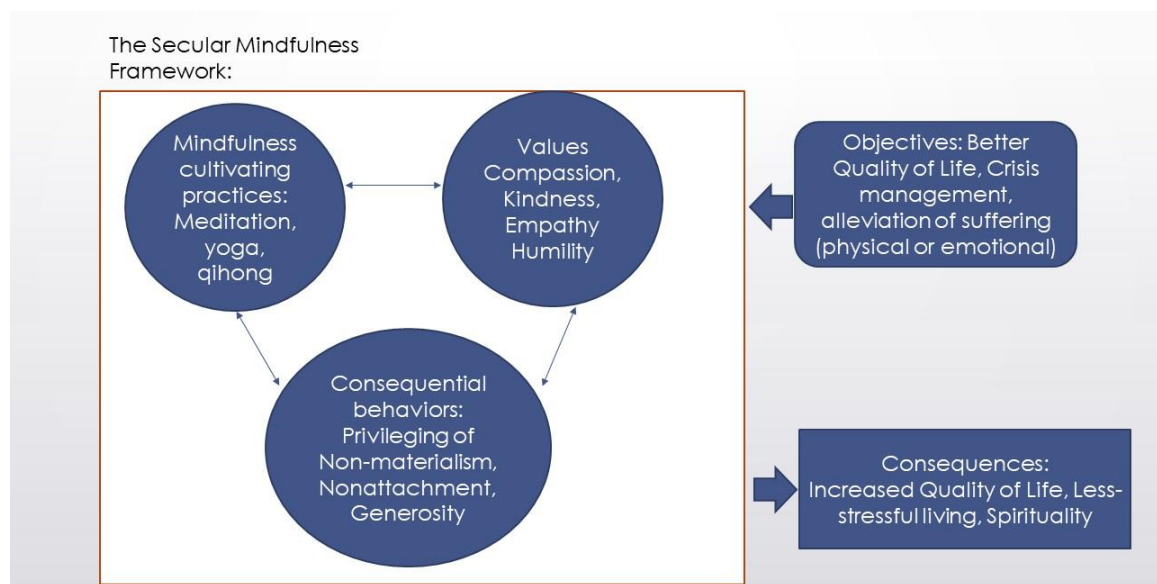 The Secular Mindfulness
Framework:
Mindfulness
cultivating
practices:
Meditation,
yoga,
qihong
Values
Compassion,
Kindness,
Empathy
Humility
Objectives: Better
Quality of Life, Crisis
management,
alleviation of suffering
(physical or emotional)
Consequential
behaviors:
Privileging of
Non-materialism,
Nonattachment,
Generosity
Consequences:
Increased Quality of Life, Less-
stressful living, Spirituality